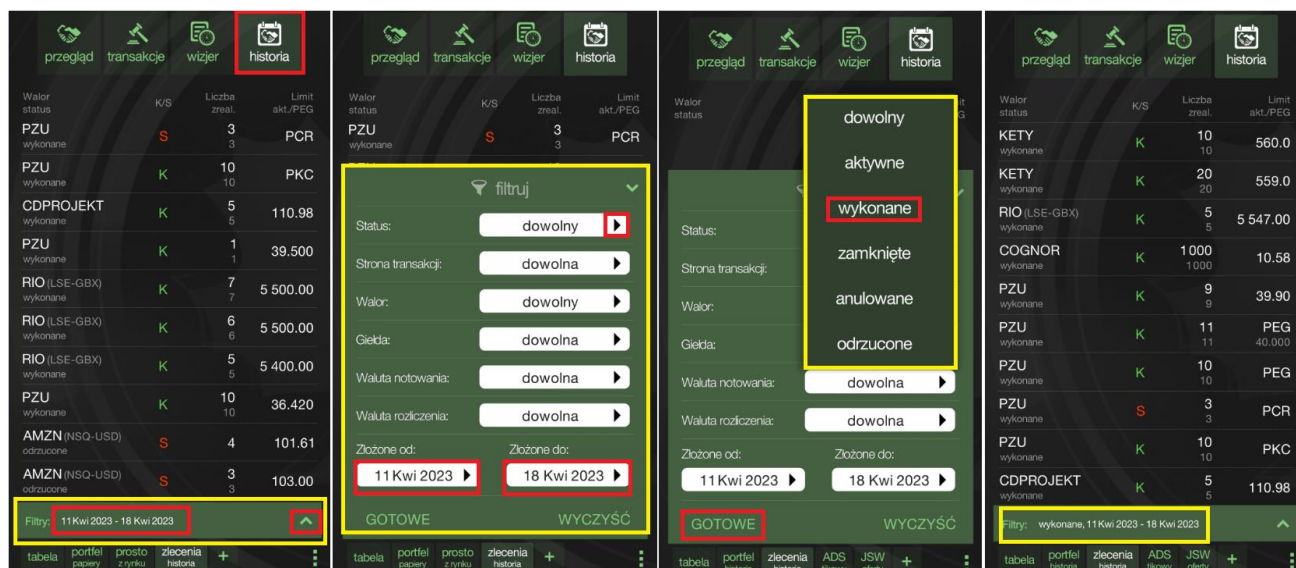 przegląd transakcje wizjer historia
Walor K/S Liczba Limit
status zreal. akt./PEG
PZU S 3 PCR
wykonane 3
PZU K 10 PKC
wykonane 10
CDPROJEKT K 5 110.98
wykonane 5
PZU K 1 39.500
wykonane 1
RIO (LSE-GBX) K 7 5 500.00
wykonane 7
RIO (LSE-GBX) K 6 5 500.00
wykonane 6
RIO (LSE-GBX) K 5 5 400.00
wykonane 5
PZU K 10 36.420
wykonane 10
AMZN (NSQ-USD) S 4 101.61
odrzucone
AMZN (NSQ-USD) S 3 103.00
odrzucone 3
Filtry: 11 Kwi 2023 - 18 Kwi 2023
tabela portfel prosto zlecenia +
papiery z rynku historia
przegląd transakcje wizjer historia
Walor K/S Liczba Limit
status zreal. akt./PEG
PZU S 3 PCR
wykonane 3
filtruj
Status: dowolny
Strona transakcji: dowolna
Walor: dowolny
Giełda: dowolna
Waluta notowania: dowolna
Waluta rozliczenia: dowolna
Złożone od: Złożone do:
11 Kwi 2023 18 Kwi 2023
GOTOWE WYCZYŚĆ
tabela portfel prosto zlecenia +
papiery z rynku historia
przegląd transakcje wizjer historia
Walor
status
dowolny
aktywne
wykonane
zamknięte
anulowane
odrzucone
Status:
Strona transakcji:
Walor:
Giełda:
Waluta notowania: dowolna
Waluta rozliczenia: dowolna
Złożone od: Złożone do:
11 Kwi 2023 18 Kwi 2023
GOTOWE WYCZYŚĆ
tabela portfel zlecenia ADS JSW +
historia historia tikowy oferty
przegląd transakcje wizjer historia
Walor K/S Liczba Limit
status zreal. akt./PEG
KETY K 10 560.0
wykonane 10
KETY K 20 559.0
wykonane 20
RIO (LSE-GBX) K 5 5 547.00
wykonane 5
COGNOR K 1 000 10.58
wykonane 1 000
PZU K 9 39.90
wykonane 9
PZU K 11 PEG
wykonane 11 40.000
PZU K 10 PEG
wykonane 10
PZU S 3 PCR
wykonane 3
PZU K 10 PKC
wykonane 10
CDPROJEKT K 5 110.98
wykonane 5
Filtry: wykonane, 11 Kwi 2023 - 18 Kwi 2023
tabela portfel zlecenia ADS JSW +
historia historia tikowy oferty